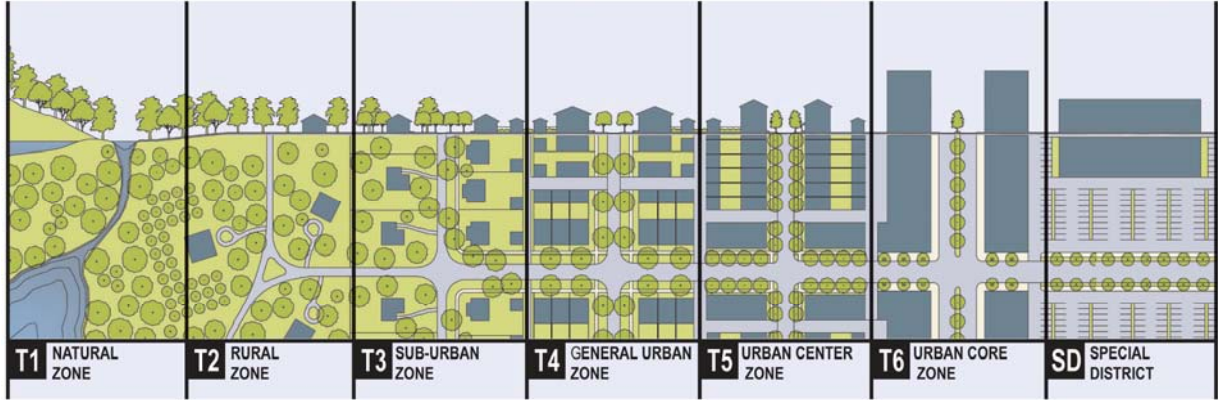 T1 NATURAL
ZONE
T2 RURAL
ZONE
T3 SUB-URBAN
ZONE
T4 GENERAL URBAN
ZONE
T5 URBAN CENTER
ZONE
T6 URBAN CORE
ZONE
SD SPECIAL
DISTRICT